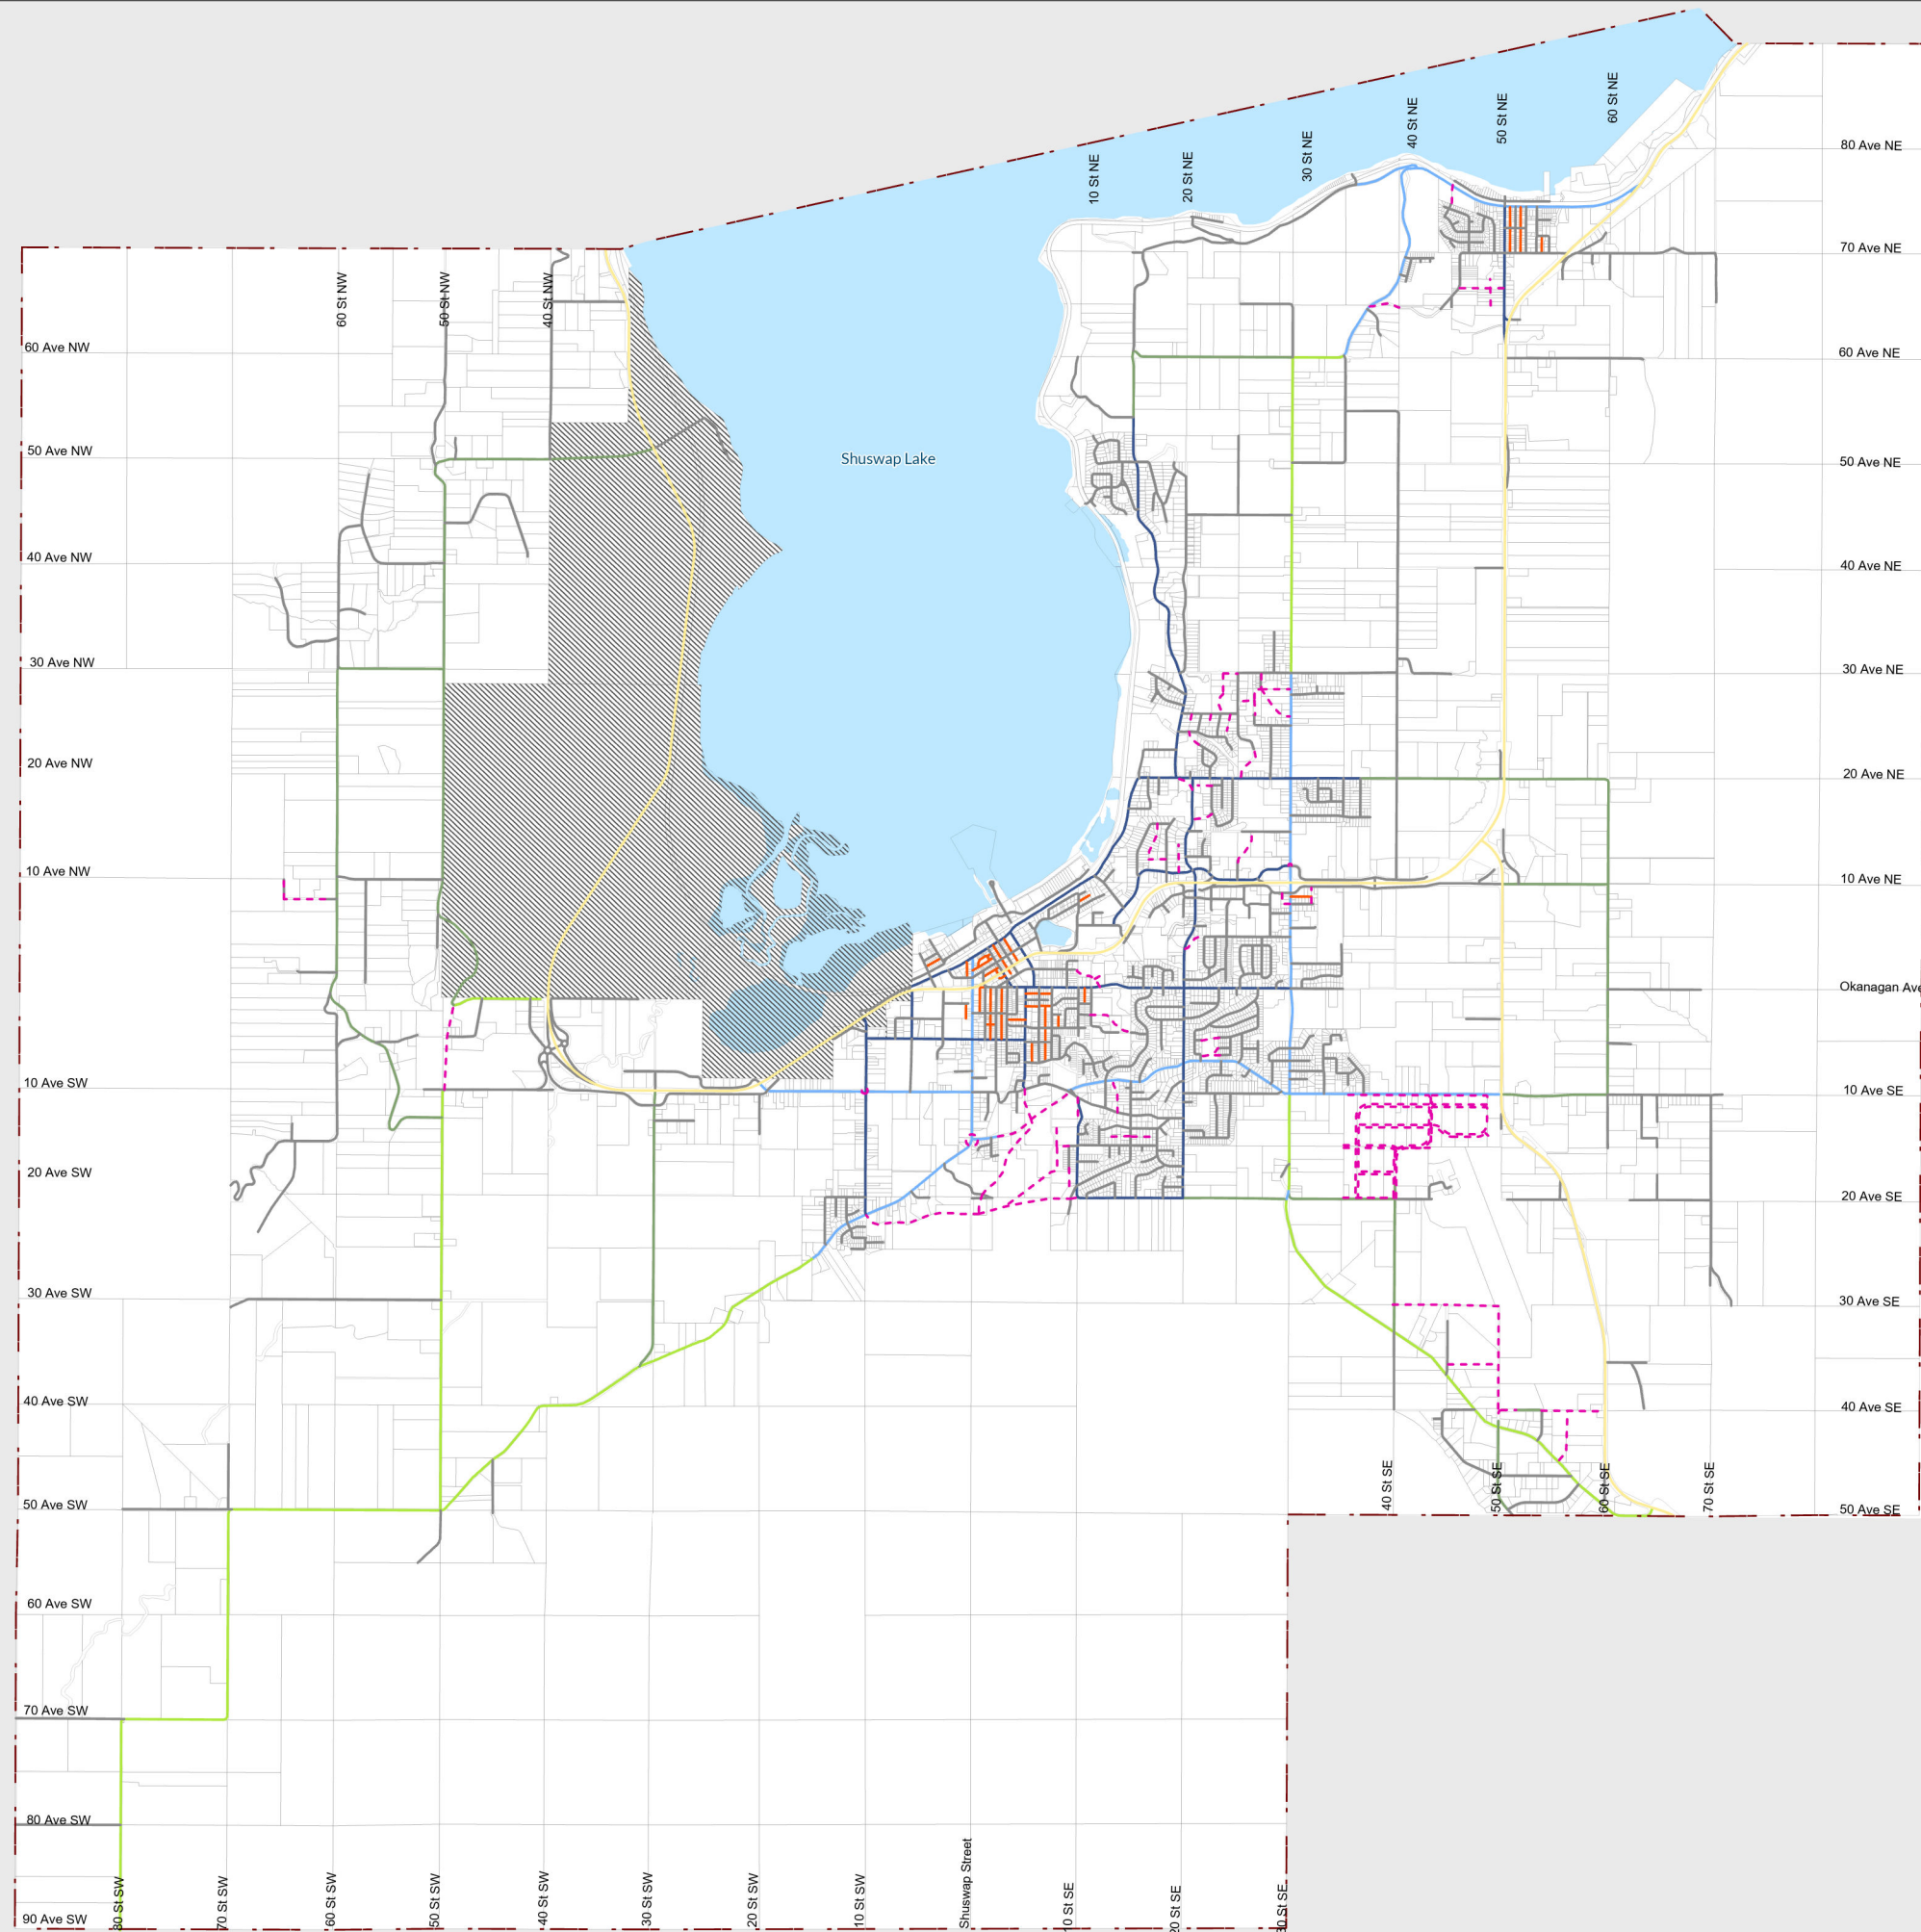 60 St NE
50 St NE
40 St NE
30 St NE
20 St NE
10 St NE
80 Ave NE
70 Ave NE
60 St NW
50 St NW
40 St NW
60 Ave NW
60 Ave NE
50 Ave NW
Shuswap Lake
50 Ave NE
40 Ave NW
40 Ave NE
30 Ave NW
30 Ave NE
20 Ave NW
20 Ave NE
10 Ave NW
10 Ave NE
Okanagan Ave
10 Ave SW
10 Ave SE
20 Ave SW
20 Ave SE
30 Ave SW
30 Ave SE
40 Ave SW
40 Ave SE
40 St SE
50 St SE
60 St SE
70 St SE
50 Ave SW
50 Ave SE
60 Ave SW
70 Ave SW
80 Ave SW
80 St SW
70 St SW
60 St SW
50 St SW
40 St SW
30 St SW
20 St SW
10 St SW
Shuswap Street
10 St SE
20 St SE
30 St SE
90 Ave SW